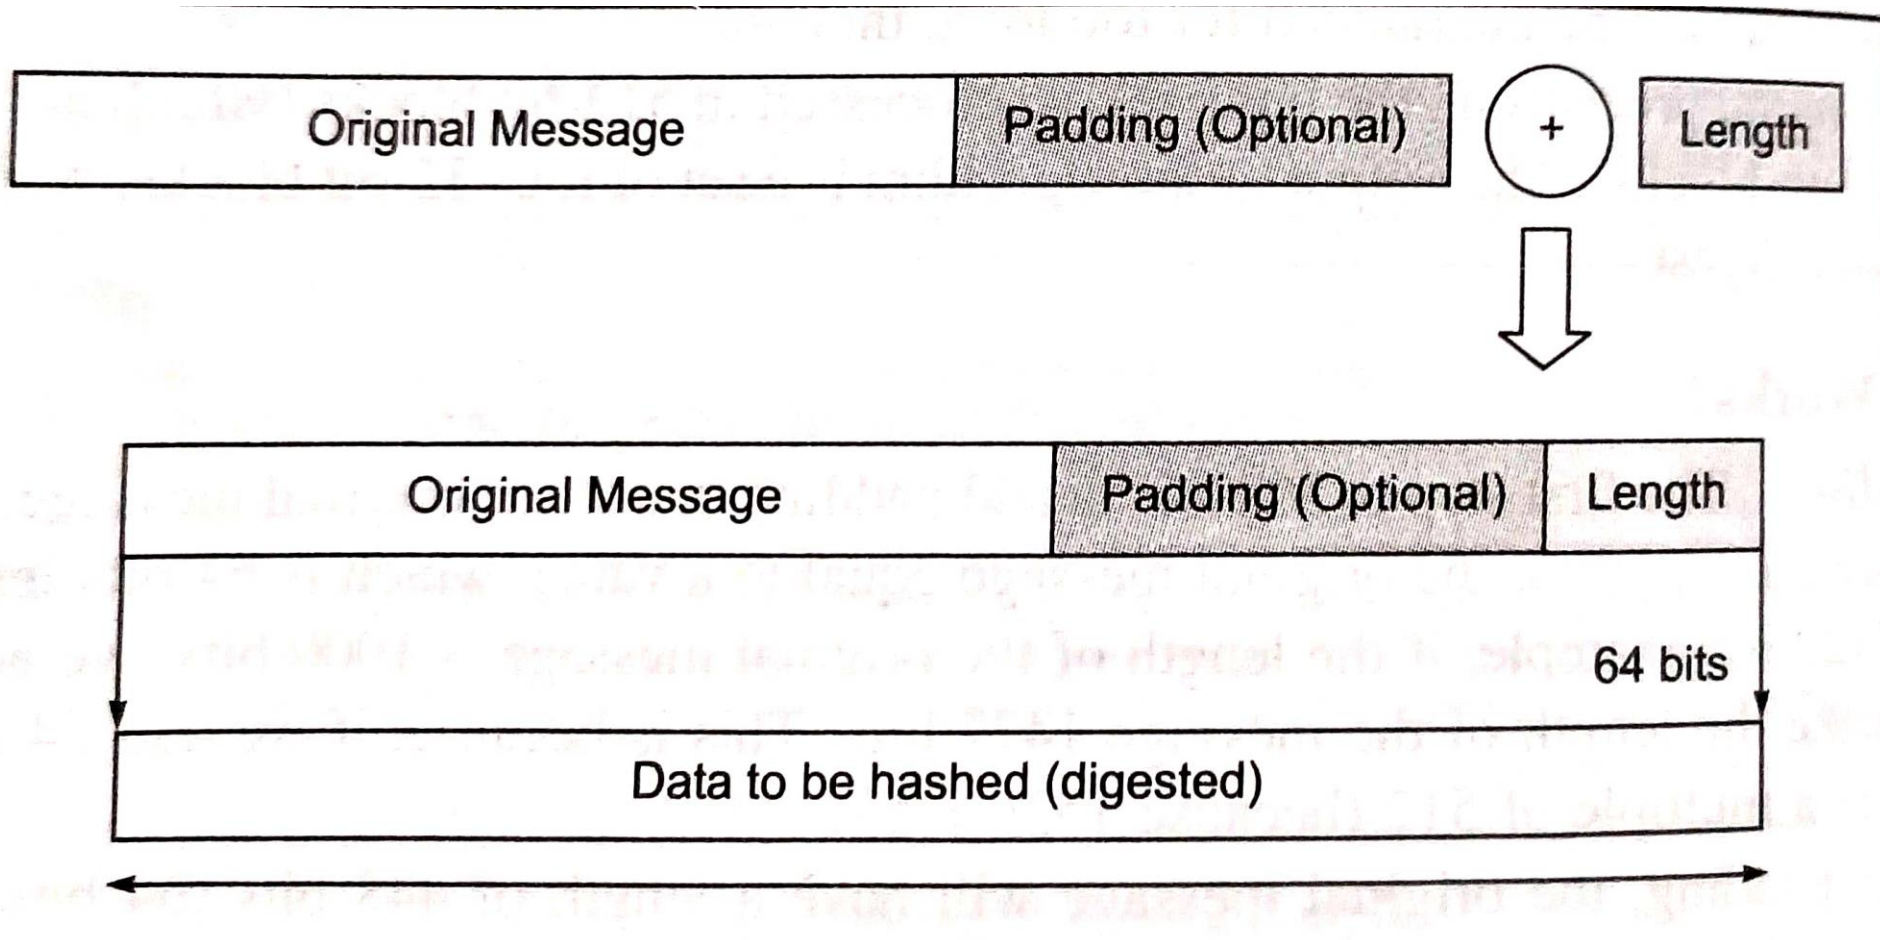 Original Message Padding (Optional) + Length
Original Message Padding (Optional) Length
64 bits
Data to be hashed (digested)